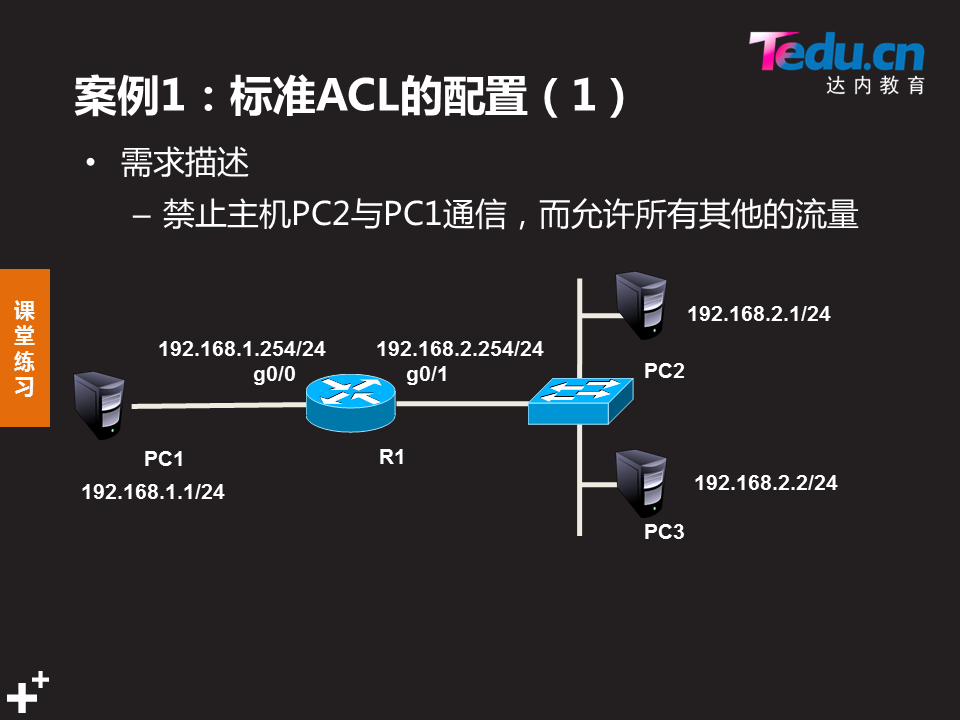 Tedu.cn
达内教育
案例1：标准ACL的配置（1）
• 需求描述
– 禁止主机PC2与PC1通信，而允许所有其他的流量
课堂练习
192.168.2.1/24
192.168.1.254/24
192.168.2.254/24
g0/0
g0/1
PC2
PC1
R1
192.168.1.1/24
192.168.2.2/24
PC3